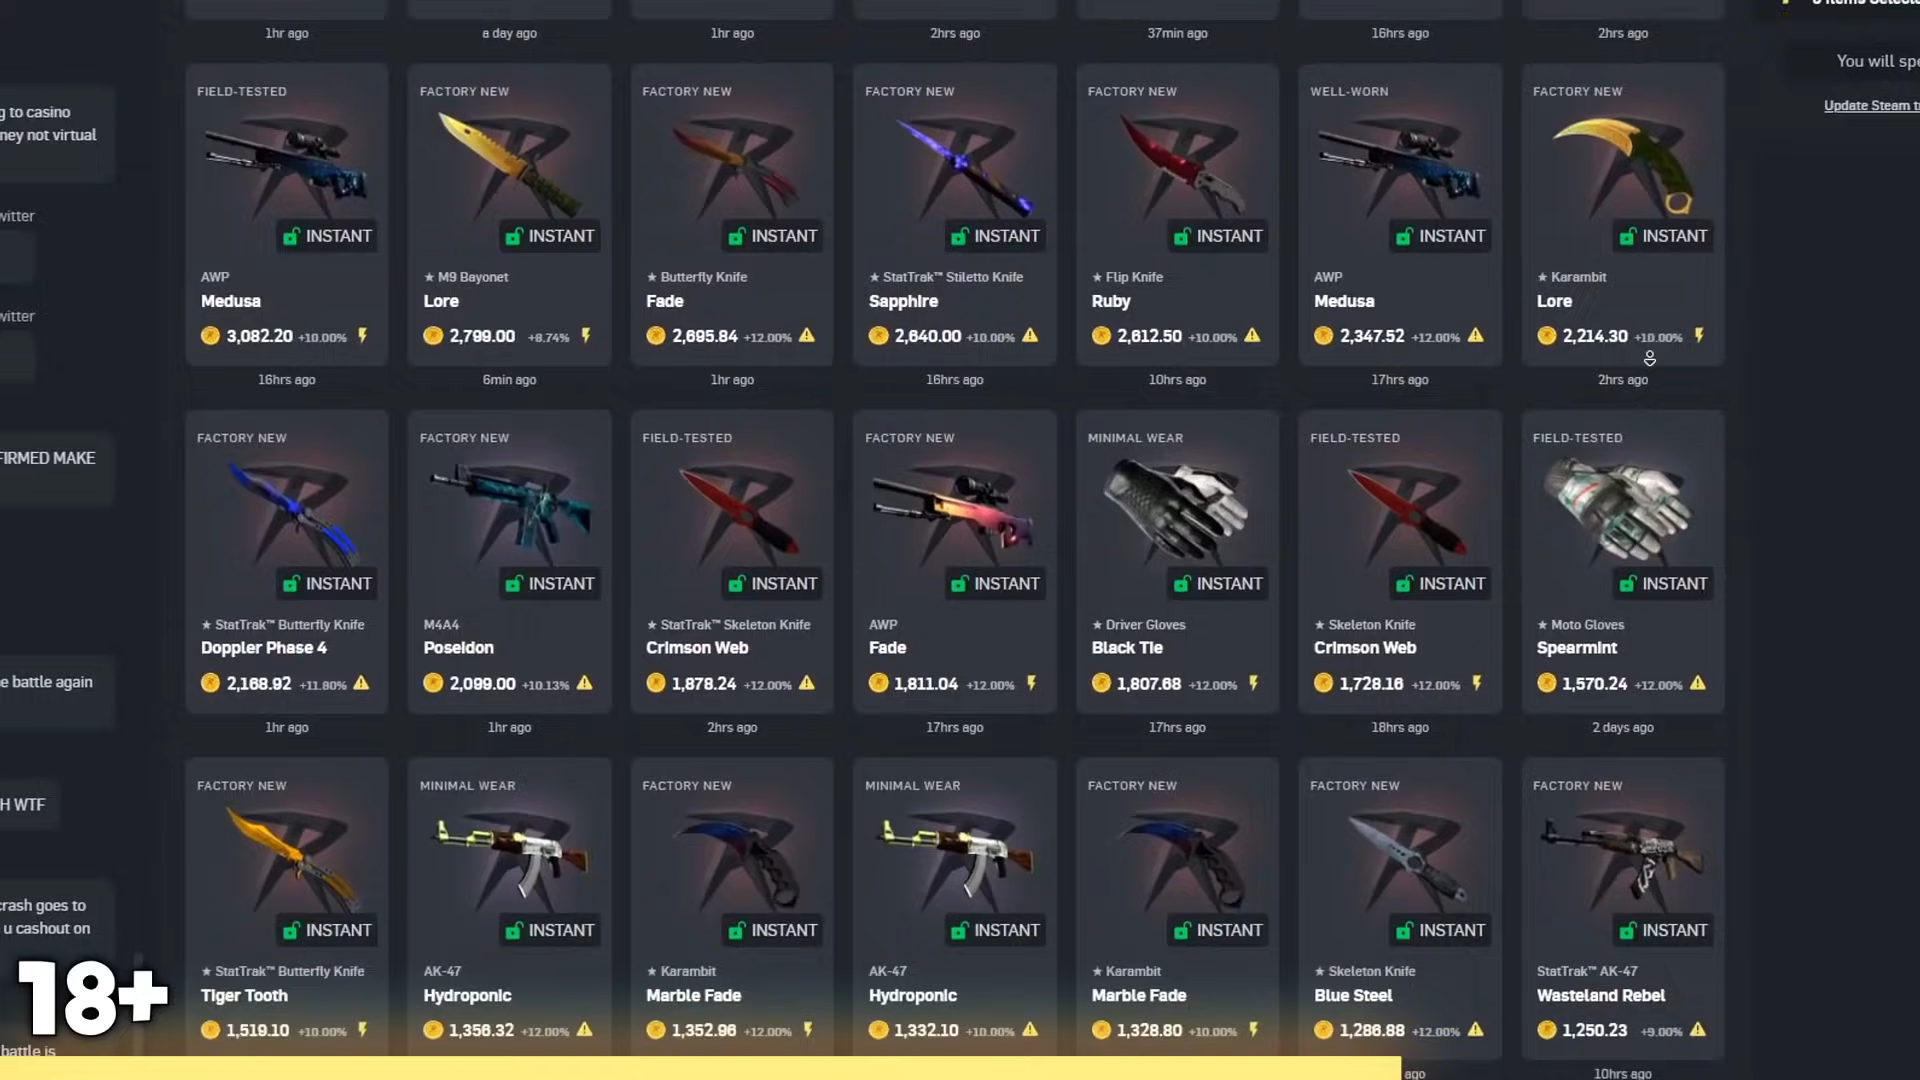 1hr ago
a day ago
1hr ago
2hrs ago
37min ago
16hrs ago
2hrs ago
You will spe
Update Steam tr
g to casino
ney not virtual
witter
witter
FIRMED MAKE
e battle again
H WTF
crash goes to
u cashout on
battle is
FIELD-TESTED
INSTANT
AWP
Medusa
3,082.20 +10.00%
16hrs ago
FACTORY NEW
INSTANT
★ M9 Bayonet
Lore
2,799.00 +8.74%
6min ago
FACTORY NEW
INSTANT
★ Butterfly Knife
Fade
2,695.84 +12.00%
1hr ago
FACTORY NEW
INSTANT
★ StatTrak™ Stiletto Knife
Sapphire
2,640.00 +10.00%
16hrs ago
FACTORY NEW
INSTANT
★ Flip Knife
Ruby
2,612.50 +10.00%
10hrs ago
WELL-WORN
INSTANT
AWP
Medusa
2,347.52 +12.00%
17hrs ago
FACTORY NEW
INSTANT
★ Karambit
Lore
2,214.30 +10.00%
2hrs ago
FACTORY NEW
INSTANT
★ StatTrak™ Butterfly Knife
Doppler Phase 4
2,168.92 +11.80%
1hr ago
FACTORY NEW
INSTANT
M4A4
Poseidon
2,099.00 +10.13%
1hr ago
FIELD-TESTED
INSTANT
★ StatTrak™ Skeleton Knife
Crimson Web
1,878.24 +12.00%
2hrs ago
FACTORY NEW
INSTANT
AWP
Fade
1,811.04 +12.00%
17hrs ago
MINIMAL WEAR
INSTANT
★ Driver Gloves
Black Tie
1,807.68 +12.00%
17hrs ago
FIELD-TESTED
INSTANT
★ Skeleton Knife
Crimson Web
1,728.16 +12.00%
18hrs ago
FIELD-TESTED
INSTANT
★ Moto Gloves
Spearmint
1,570.24 +12.00%
2 days ago
FACTORY NEW
INSTANT
★ StatTrak™ Butterfly Knife
Tiger Tooth
1,519.10 +10.00%
MINIMAL WEAR
INSTANT
AK-47
Hydroponic
1,356.32 +12.00%
FACTORY NEW
INSTANT
★ Karambit
Marble Fade
1,352.96 +12.00%
MINIMAL WEAR
INSTANT
AK-47
Hydroponic
1,332.10 +10.00%
FACTORY NEW
INSTANT
★ Karambit
Marble Fade
1,328.80 +10.00%
FACTORY NEW
INSTANT
★ Skeleton Knife
Blue Steel
1,286.88 +12.00%
ago
FACTORY NEW
INSTANT
StatTrak™ AK-47
Wasteland Rebel
1,250.23 +9.00%
10hrs ago
18+